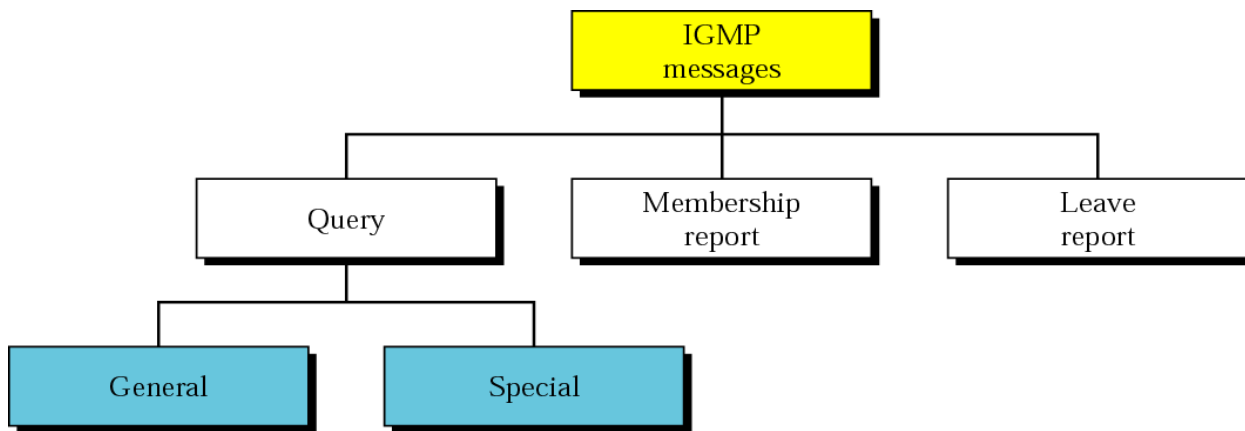 IGMP
messages
Query
Membership
report
Leave
report
General
Special